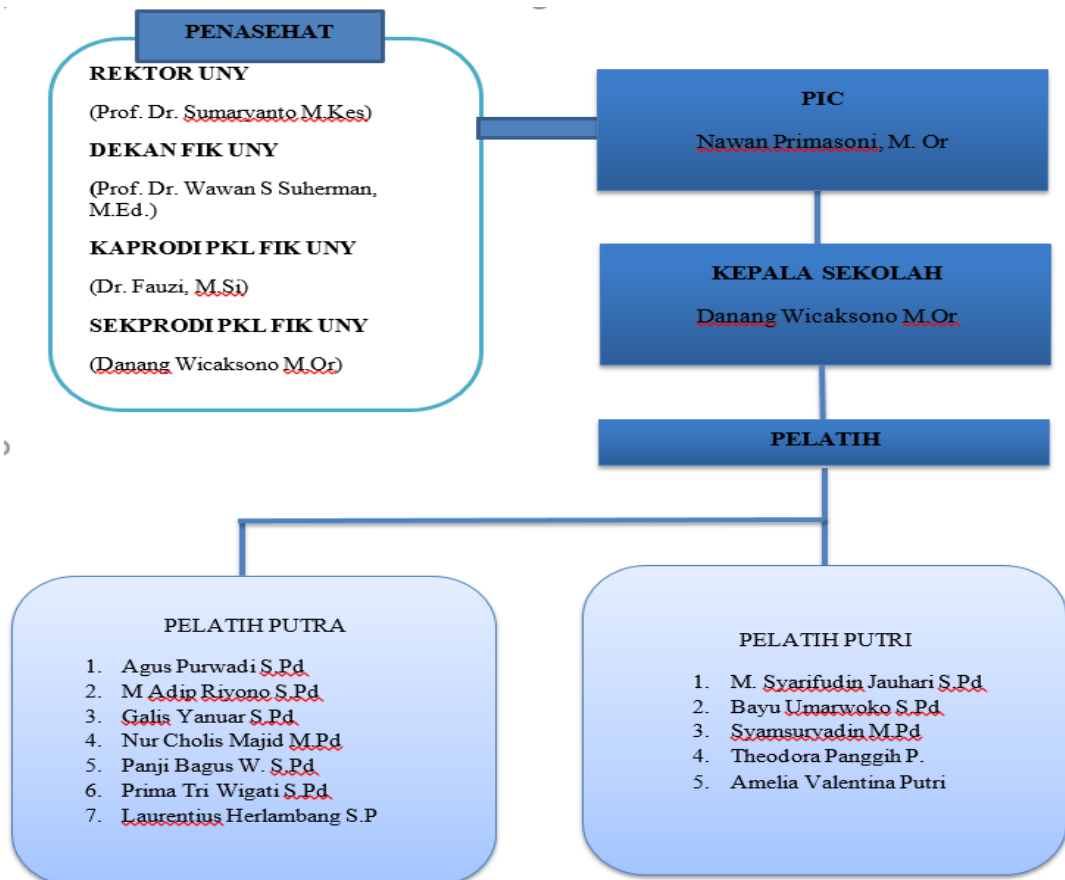 PENASEHAT
REKTOR UNY
(Prof. Dr. Sumaryanto M.Kes)
DEKAN FIK UNY
(Prof. Dr. Wawan S Suherman,
M.Ed.)
KAPRODI PKL FIK UNY
(Dr. Fauzi, M.Si)
SEKPRODI PKL FIK UNY
(Danang Wicaksono M.Or)
PIC
Nawan Primasoni, M. Or
KEPALA SEKOLAH
Danang Wicaksono M.Or
PELATIH
PELATIH PUTRA
1. Agus Purwadi S.Pd
2. M Adip Riyono S.Pd
3. Galis Yanuar S.Pd
4. Nur Cholis Majid M.Pd
5. Panji Bagus W. S.Pd
6. Prima Tri Wigati S.Pd
7. Laurentius Herlambang S.P
PELATIH PUTRI
1. M. Syarifudin Jauhari S.Pd
2. Bayu Umarwoko S.Pd
3. Syamsuryadin M.Pd
4. Theodora Panggih P.
5. Amelia Valentina Putri